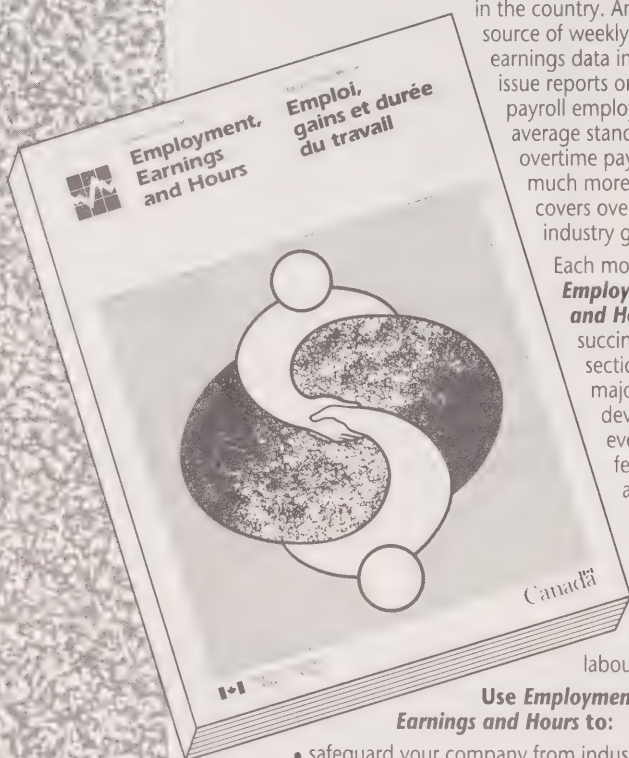 Employment,
Earnings
and Hours
Emploi,
gains et durée
du travail
Canada
in the country. An
source of weekly
earnings data in
issue reports on
payroll employ
average stand
overtime pay
much more
covers ove
industry g
Each mo
Employ
and Ho
succin
sectio
majo
dev
eve
fe
a
labou
Use Employmen
Earnings and Hours to:
• safeguard your company from indus